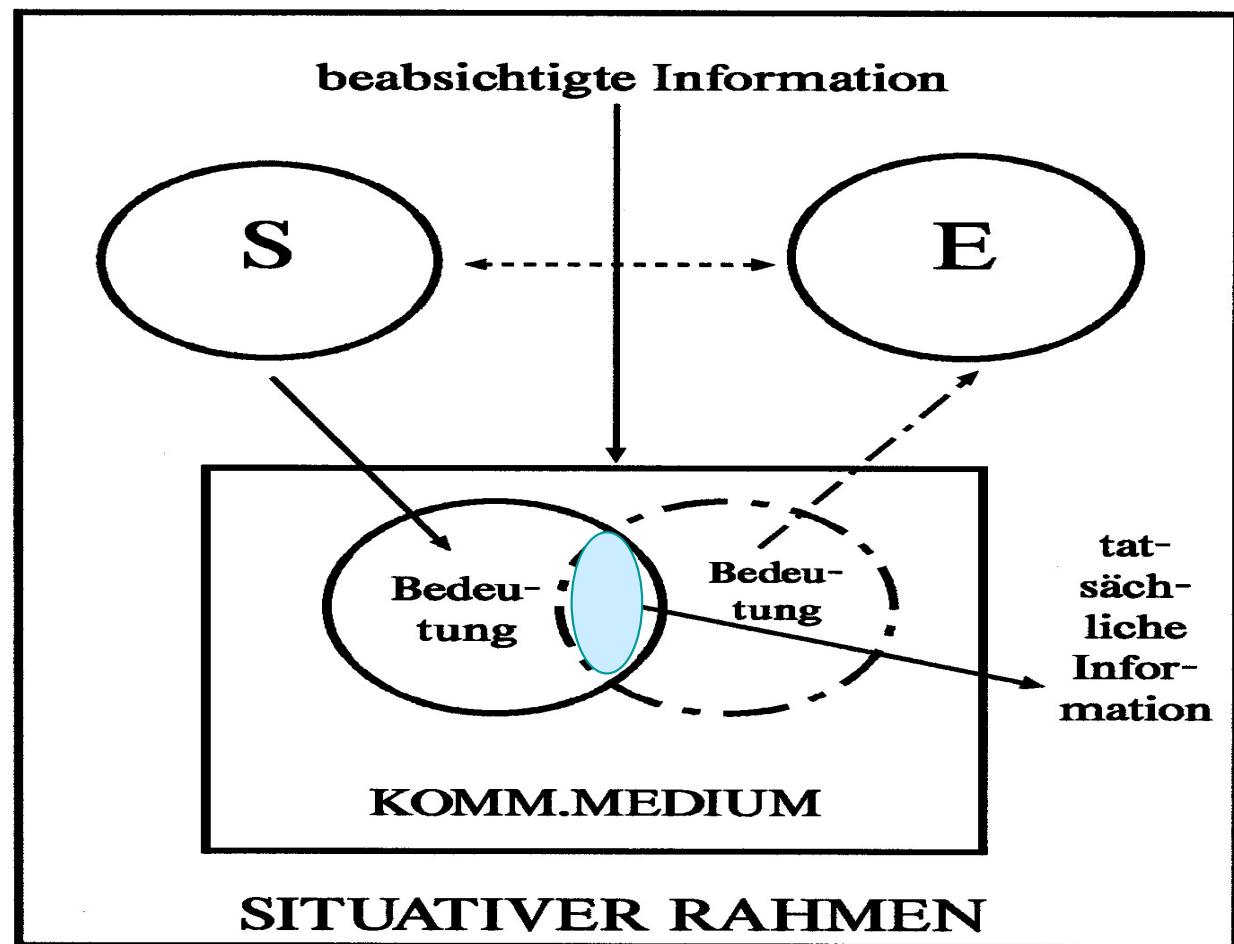 beabsichtigte Information
S
E
Bedeu-
tung
Bedeu-
tung
tat-
säch-
liche
Infor-
mation
KOMM.MEDIUM
SITUATIVER RAHMEN